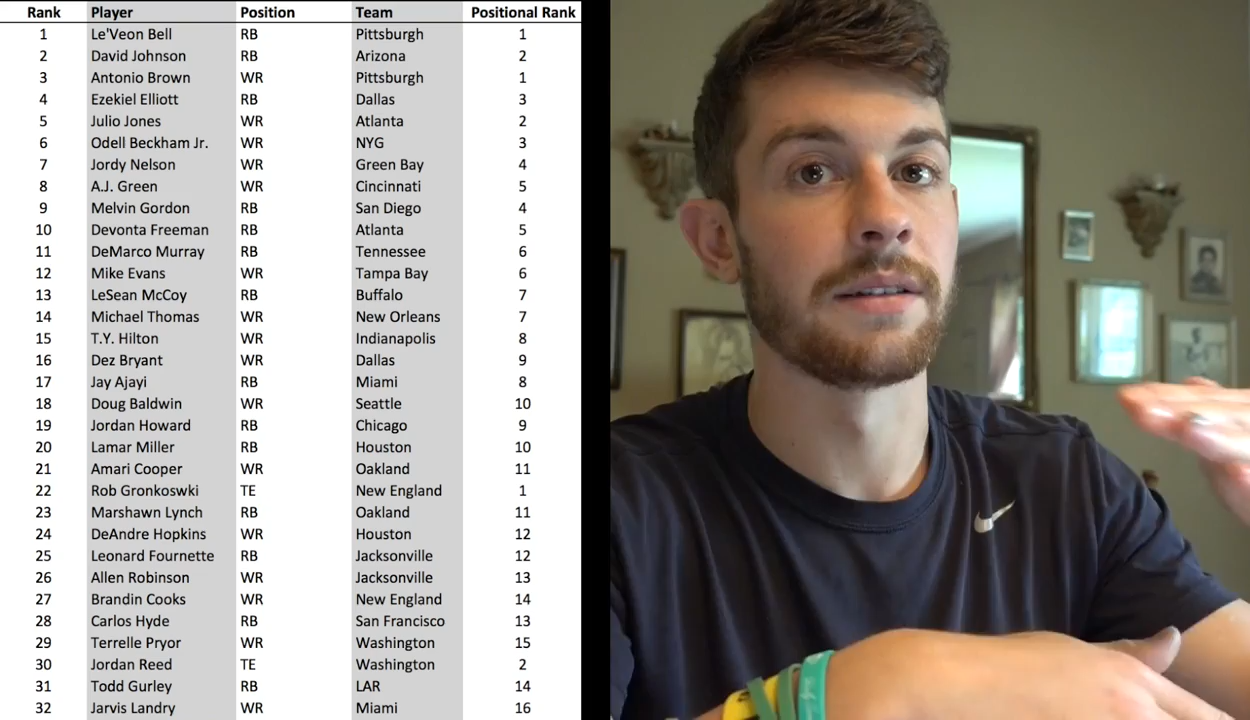 Rank Player Position Team Positional Rank
1 Le'Veon Bell RB Pittsburgh 1
2 David Johnson RB Arizona 2
3 Antonio Brown WR Pittsburgh 1
4 Ezekiel Elliott RB Dallas 3
5 Julio Jones WR Atlanta 2
6 Odell Beckham Jr. WR NYG 3
7 Jordy Nelson WR Green Bay 4
8 A.J. Green WR Cincinnati 5
9 Melvin Gordon RB San Diego 4
10 Devonta Freeman RB Atlanta 5
11 DeMarco Murray RB Tennessee 6
12 Mike Evans WR Tampa Bay 6
13 LeSean McCoy RB Buffalo 7
14 Michael Thomas WR New Orleans 7
15 T.Y. Hilton WR Indianapolis 8
16 Dez Bryant WR Dallas 9
17 Jay Ajayi RB Miami 8
18 Doug Baldwin WR Seattle 10
19 Jordan Howard RB Chicago 9
20 Lamar Miller RB Houston 10
21 Amari Cooper WR Oakland 11
22 Rob Gronkoswki TE New England 1
23 Marshawn Lynch RB Oakland 11
24 DeAndre Hopkins WR Houston 12
25 Leonard Fournette RB Jacksonville 12
26 Allen Robinson WR Jacksonville 13
27 Brandin Cooks WR New England 14
28 Carlos Hyde RB San Francisco 13
29 Terrelle Pryor WR Washington 15
30 Jordan Reed TE Washington 2
31 Todd Gurley RB LAR 14
32 Jarvis Landry WR Miami 16